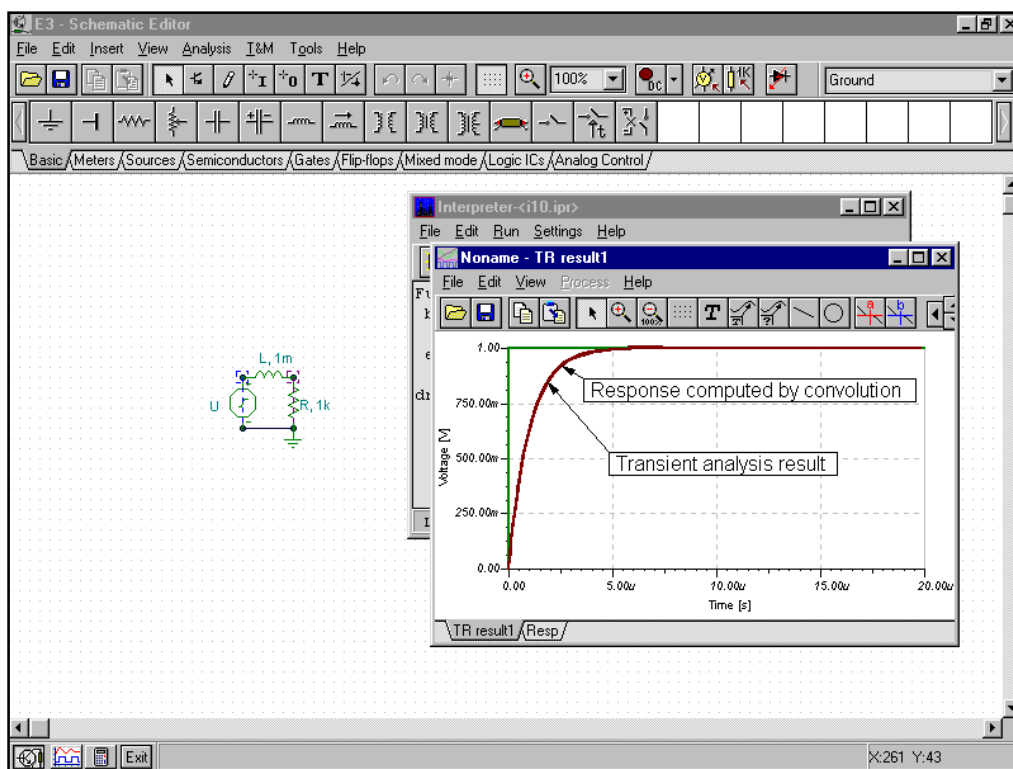 E3 - Schematic Editor
File Edit Insert View Analysis T&M Tools Help
T 100% DC 1K Ground
t
Basic Meters Sources Semiconductors Gates Flip-flops Mixed mode Logic ICs Analog Control
Interpreter-<i10.ipr>
File Edit Run Settings Help
Noname - TR result1
File Edit View Process Help
100% T a b
L, 1m
U
R, 1k
1.00
750.00m
500.00m
250.00m
0.00
Voltage [V]
Response computed by convolution
Transient analysis result
0.00 5.00u 10.00u 15.00u 20.00u
Time [s]
TR result1 Resp
Exit
X:261 Y:43